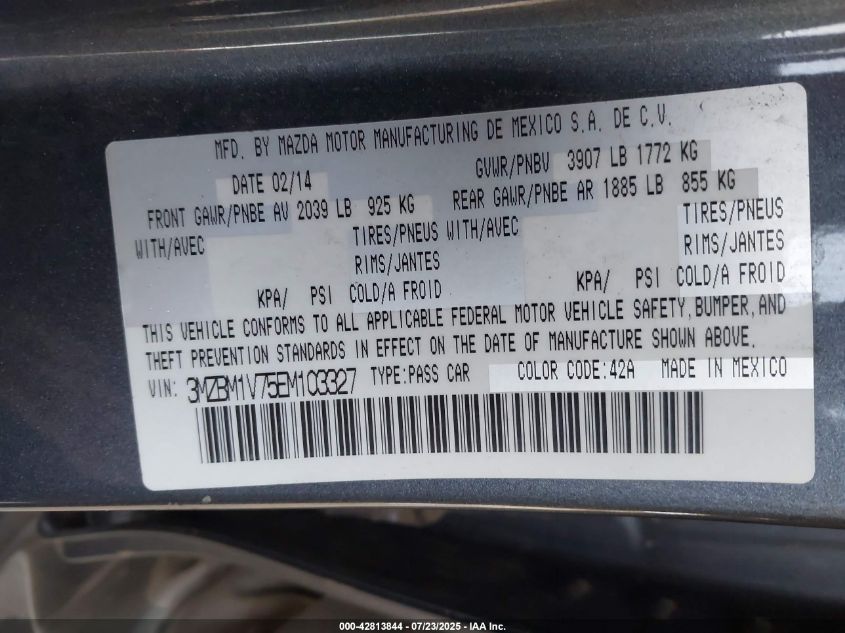 MFD. BY MAZDA MOTOR MANUFACTURING DE MEXICO S.A. DE C.V.
DATE 02/14 GVWR/PNBV 3907 LB 1772 KG
FRONT GAWR/PNBE AV 2039 LB 925 KG REAR GAWR/PNBE AR 1885 LB 855 KG
WITH/AVEC TIRES/PNEUS WITH/AVEC TIRES/PNEUS
RIMS/JANTES RIMS/JANTES
KPA/ PSI COLD/A FROID KPA/ PSI COLD/A FROID
THIS VEHICLE CONFORMS TO ALL APPLICABLE FEDERAL MOTOR VEHICLE SAFETY, BUMPER, AND
THEFT PREVENTION STANDARDS IN EFFECT ON THE DATE OF MANUFACTURE SHOWN ABOVE.
VIN: 3MZBM1V75EM103327 TYPE:PASS CAR COLOR CODE:42A MADE IN MEXICO
000-42813844 - 07/23/2025 - IAA Inc.